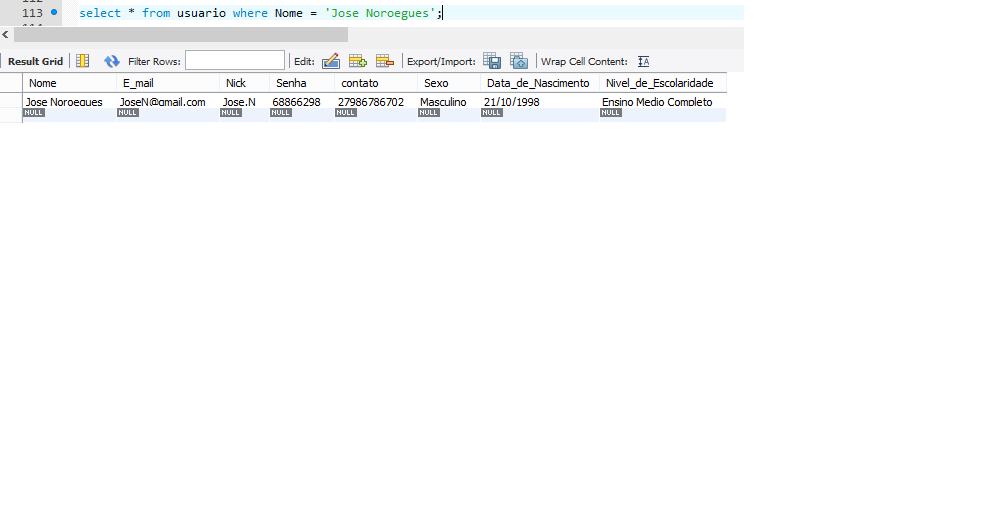 113 select * from usuario where Nome = 'Jose Noroegues';
Result Grid Filter Rows: Edit: Export/Import: Wrap Cell Content: IA
Nome E_mail Nick Senha contato Sexo Data_de_Nascimento Nivel_de_Escolaridade
Jose Noroegues JoseN@gmail.com Jose.N 68866298 27986786702 Masculino 21/10/1998 Ensino Medio Completo
NULL NULL NULL NULL NULL NULL NULL NULL